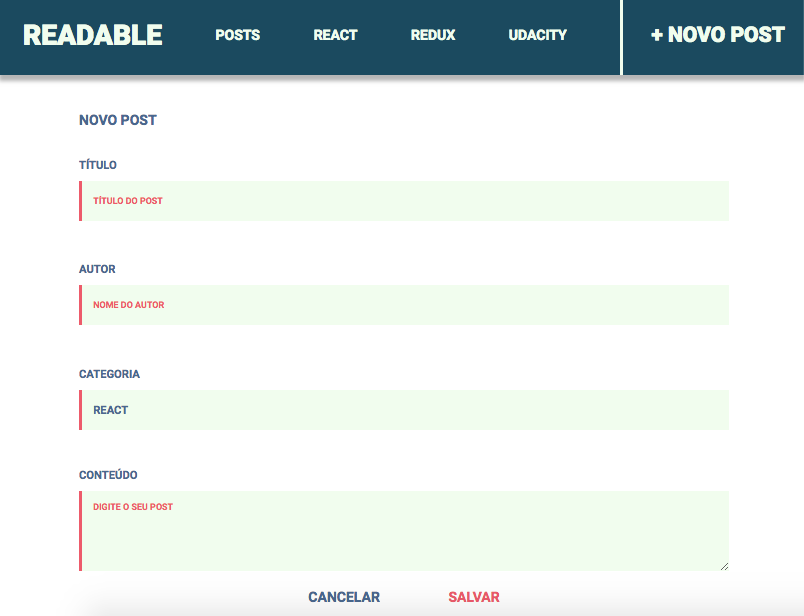 READABLE POSTS REACT REDUX UDACITY + NOVO POST
NOVO POST
TÍTULO
TÍTULO DO POST
AUTOR
NOME DO AUTOR
CATEGORIA
REACT
CONTEÚDO
DIGITE O SEU POST
CANCELAR SALVAR